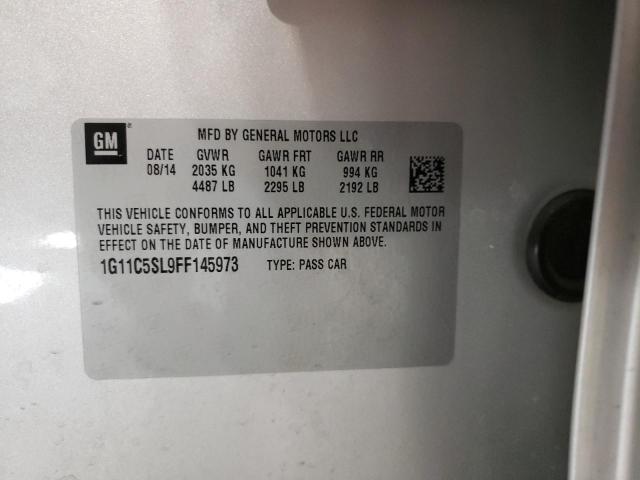 GM ®
MFD BY GENERAL MOTORS LLC
DATE GVWR GAWR FRT GAWR RR
08/14 2035 KG 1041 KG 994 KG
4487 LB 2295 LB 2192 LB
THIS VEHICLE CONFORMS TO ALL APPLICABLE U.S. FEDERAL MOTOR
VEHICLE SAFETY, BUMPER, AND THEFT PREVENTION STANDARDS IN
EFFECT ON THE DATE OF MANUFACTURE SHOWN ABOVE.
1G11C5SL9FF145973 TYPE: PASS CAR